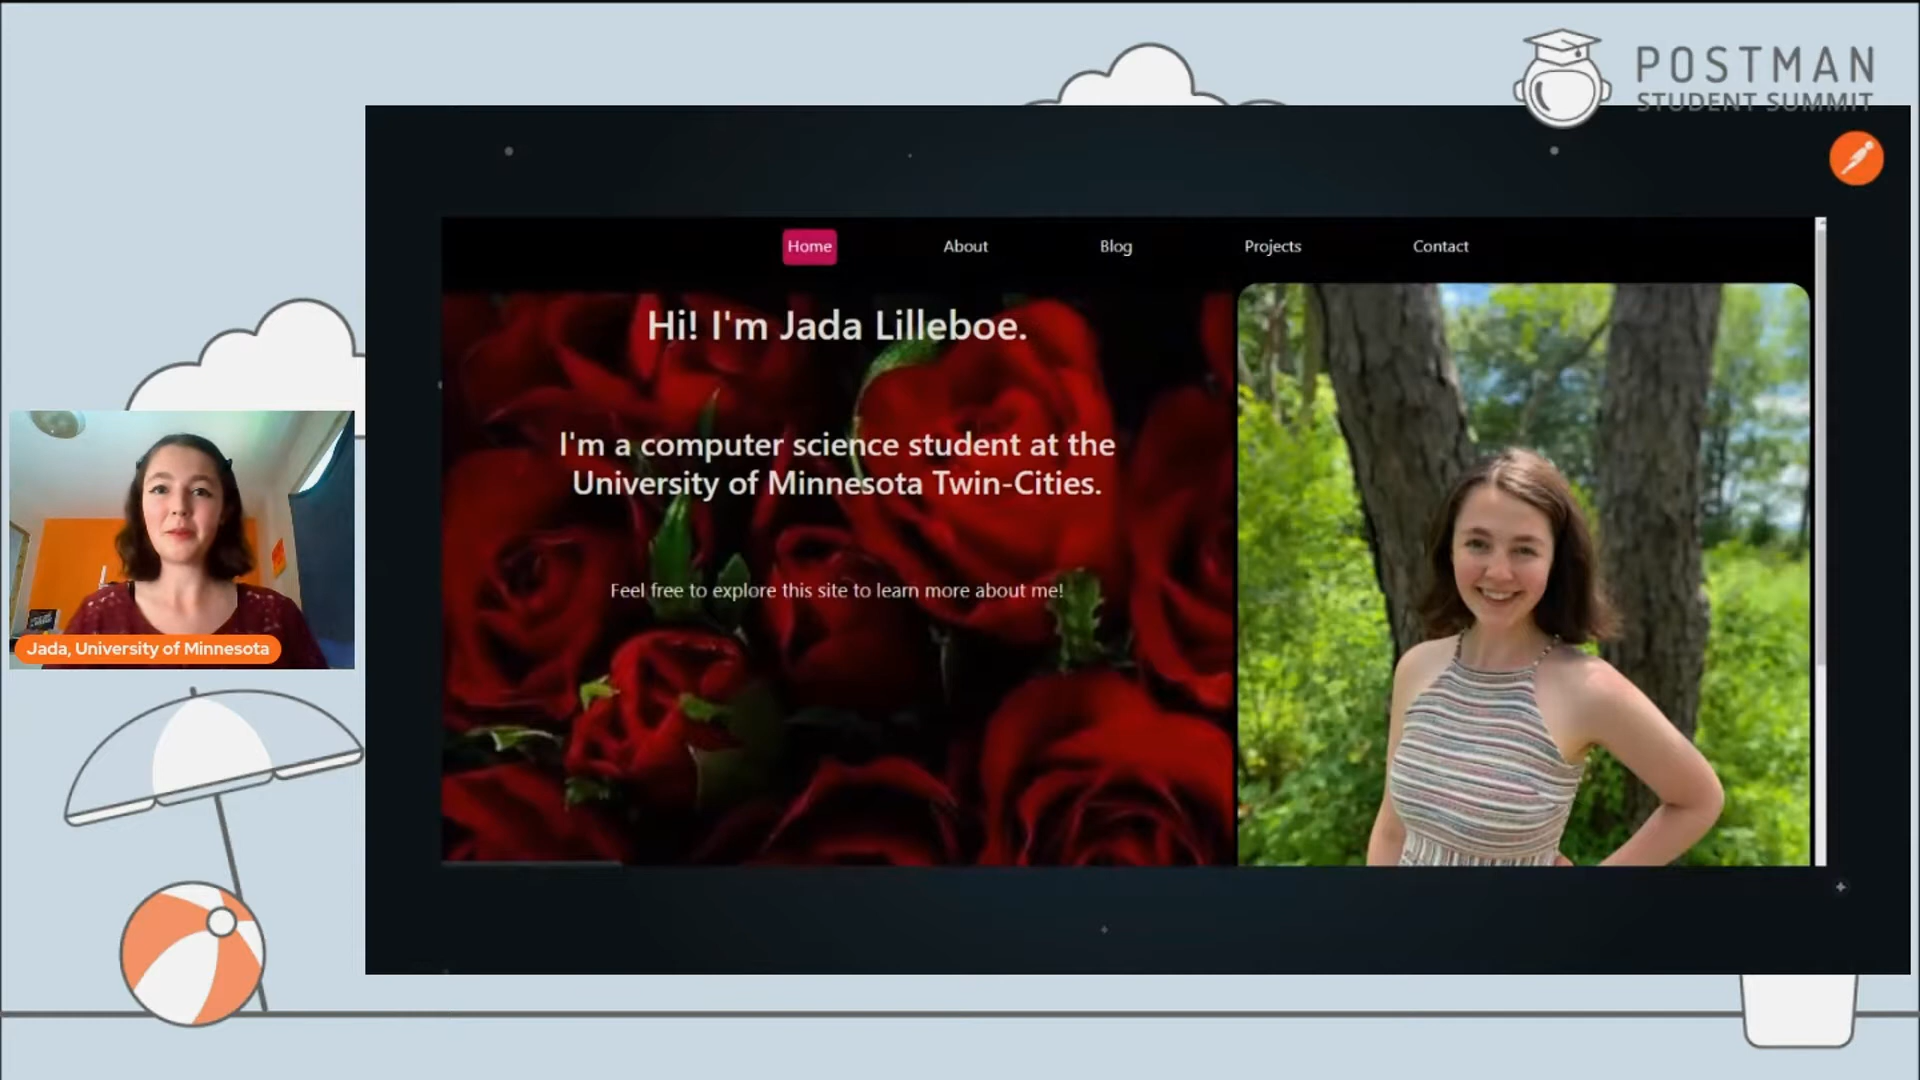 POSTMAN
STUDENT SUMMIT
Home About Blog Projects Contact
Hi! I'm Jada Lilleboe.
I'm a computer science student at the
University of Minnesota Twin-Cities.
Feel free to explore this site to learn more about me!
Jada, University of Minnesota